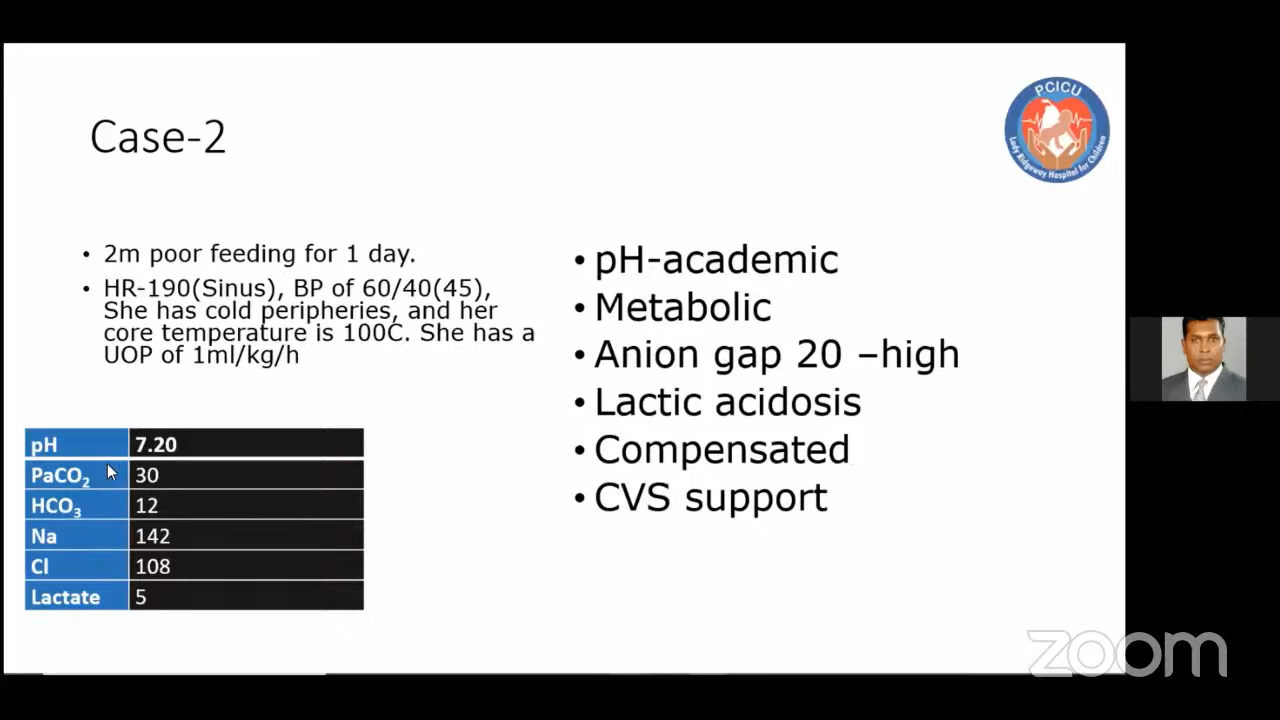 PCICU
Lady Ridgeway Hospital for Children
Case-2
• 2m poor feeding for 1 day.
• HR-190(Sinus), BP of 60/40(45),
She has cold peripheries, and her
core temperature is 100C. She has a
UOP of 1ml/kg/h
pH 7.20
PaCO2 30
HCO3 12
Na 142
Cl 108
Lactate 5
• pH-academic
• Metabolic
• Anion gap 20 –high
• Lactic acidosis
• Compensated
• CVS support
zoom